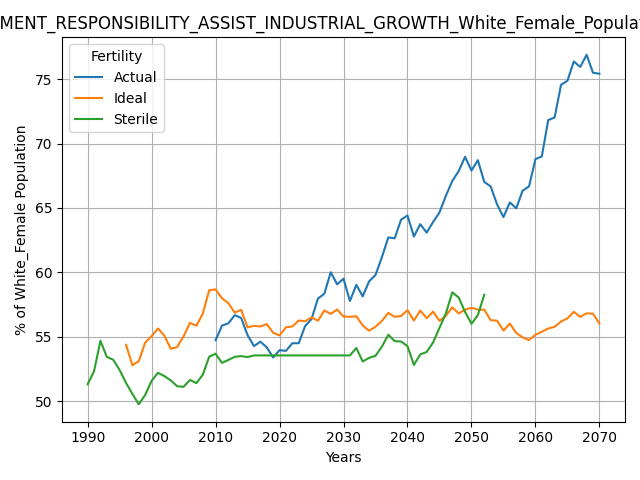 MENT_RESPONSIBILITY_ASSIST_INDUSTRIAL_GROWTH_White_Female_Popula
Fertility
Actual
Ideal
Sterile
% of White_Female Population
75
70
65
60
55
50
1990 2000 2010 2020 2030 2040 2050 2060 2070
Years